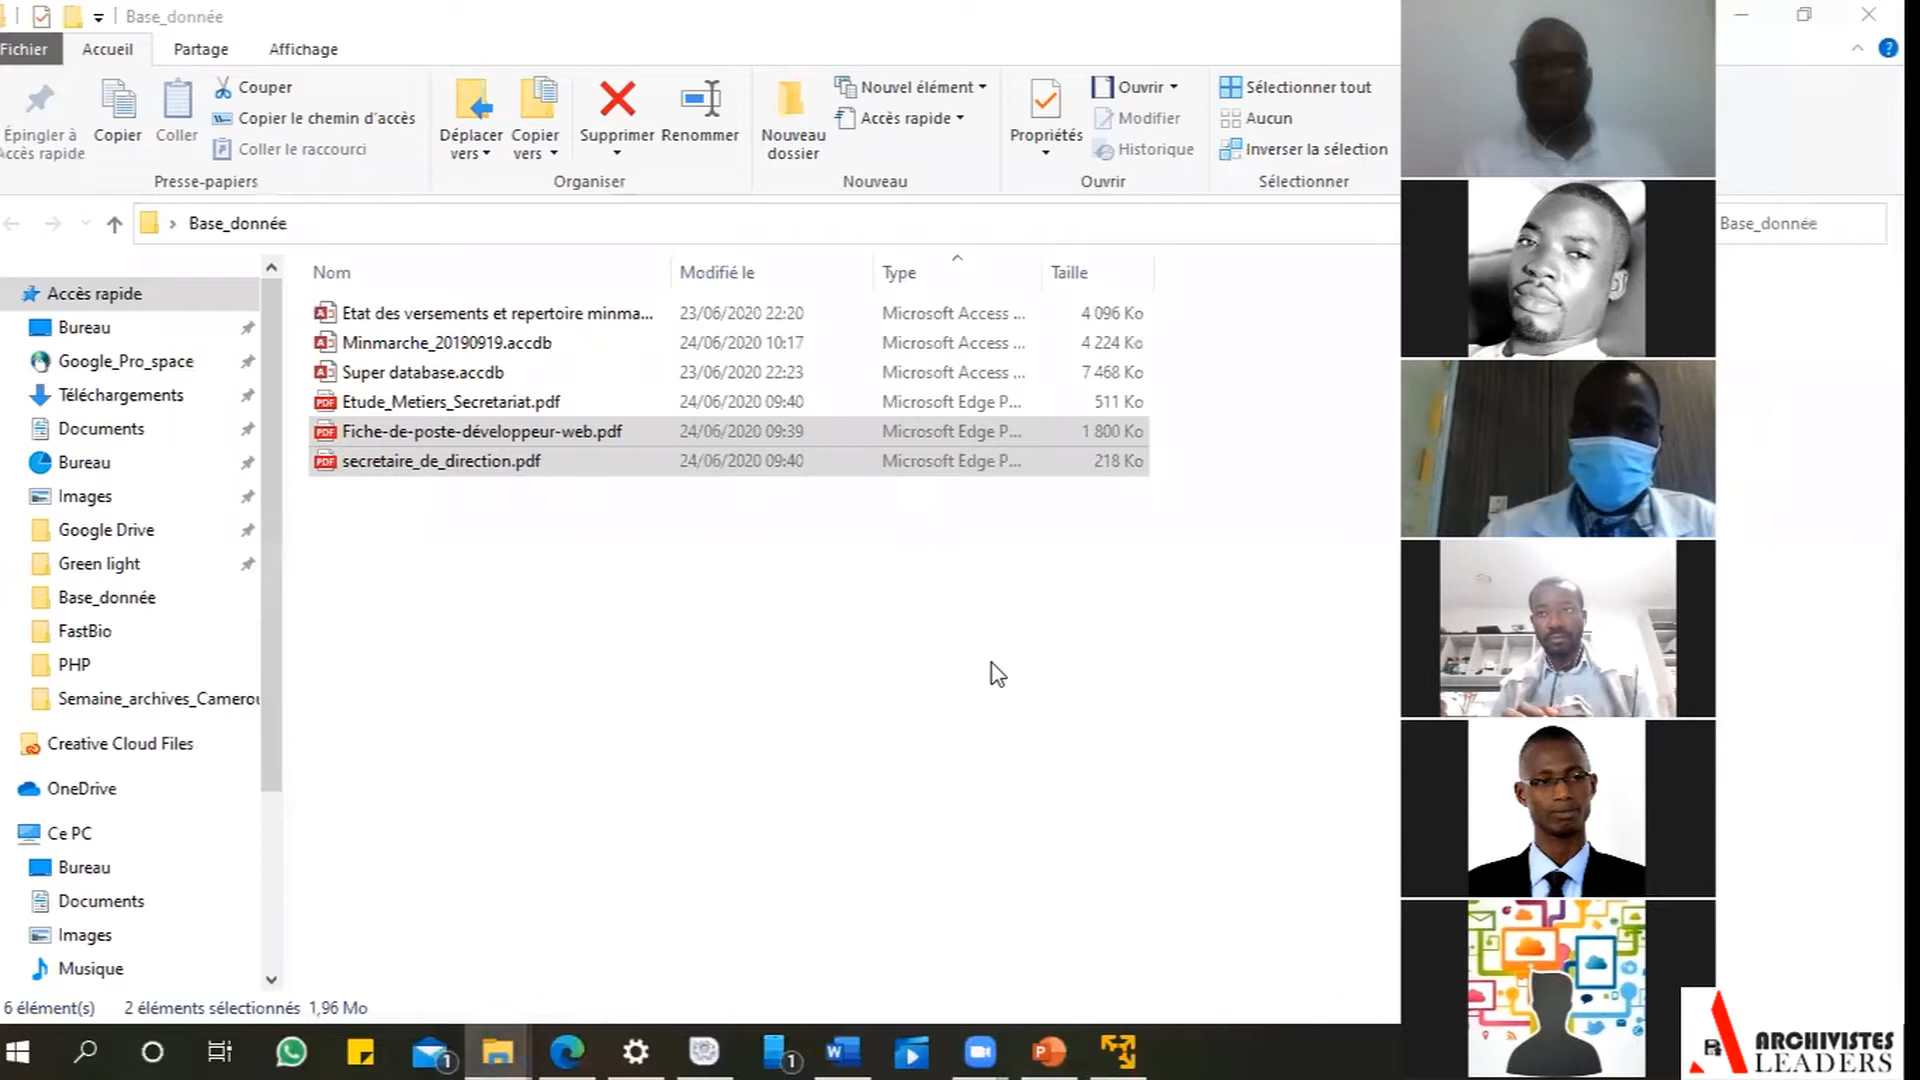 Base_donnée
Fichier
Accueil
Partage
Affichage
Épingler à
Accès rapide
Copier
Coller
Couper
Copier le chemin d'accès
Coller le raccourci
Presse-papiers
Déplacer
vers
Copier
vers
Supprimer
Renommer
Organiser
Nouveau
dossier
Nouvel élément
Accès rapide
Nouveau
Propriétés
Ouvrir
Modifier
Historique
Ouvrir
Sélectionner tout
Aucun
Inverser la sélection
Sélectionner
Base_donnée
Base_donnée
Nom
Modifié le
Type
Taille
Etat des versements et repertoire minma... 23/06/2020 22:20 Microsoft Access ... 4 096 Ko
Minmarche_20190919.accdb 24/06/2020 10:17 Microsoft Access ... 4 224 Ko
Super database.accdb 23/06/2020 22:23 Microsoft Access ... 7 468 Ko
Etude_Metiers_Secretariat.pdf 24/06/2020 09:40 Microsoft Edge P... 511 Ko
Fiche-de-poste-développeur-web.pdf 24/06/2020 09:39 Microsoft Edge P... 1 800 Ko
secretaire_de_direction.pdf 24/06/2020 09:40 Microsoft Edge P... 218 Ko
Accès rapide
Bureau
Google_Pro_space
Téléchargements
Documents
Bureau
Images
Google Drive
Green light
Base_donnée
FastBio
PHP
Semaine_archives_Camerou
Creative Cloud Files
OneDrive
Ce PC
Bureau
Documents
Images
Musique
6 élément(s) 2 éléments sélectionnés 1,96 Mo
1
1
ARCHIVISTES
LEADERS